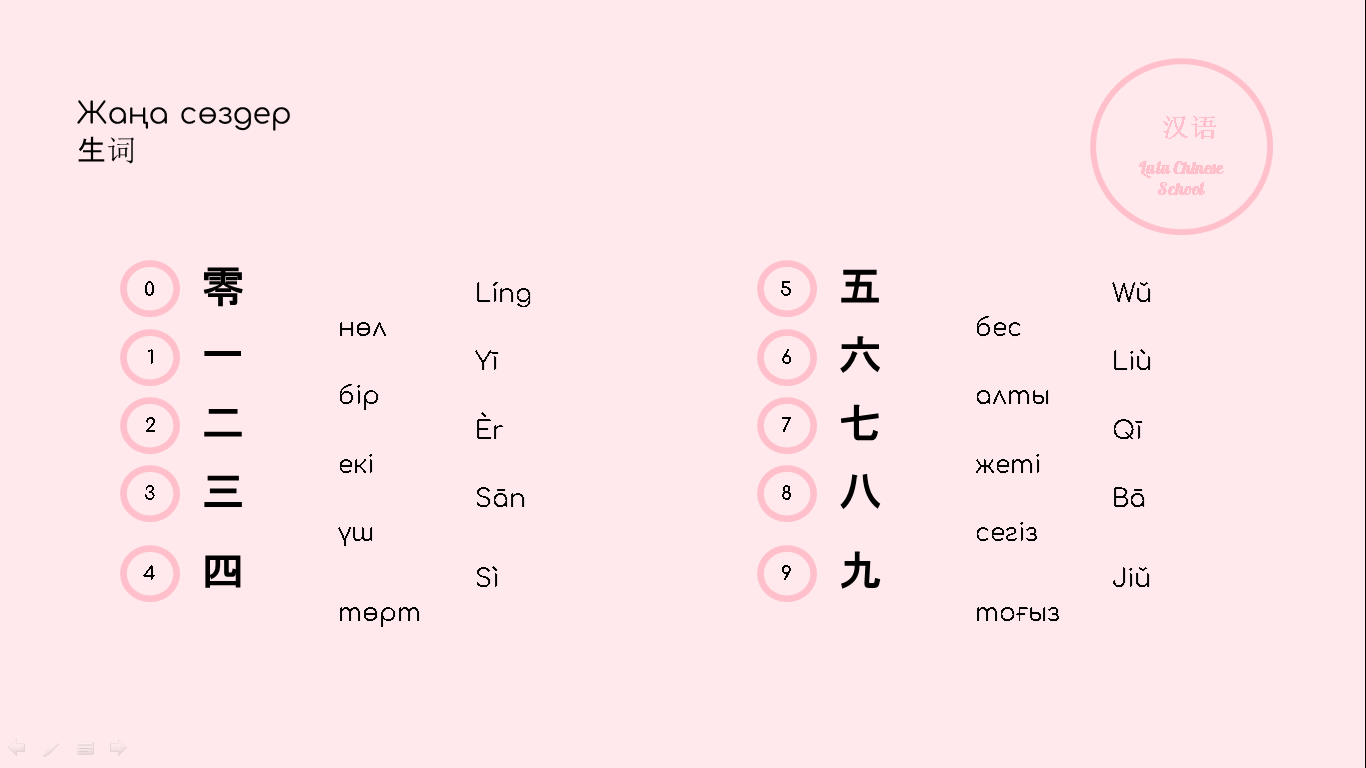 Жаңа сөздер
生词
汉语
Lulu Chinese
School
0 零 нөл Líng
1 一 бір Yī
2 二 екі Èr
3 三 үш Sān
4 四 төрт Sì
5 五 бес Wǔ
6 六 алты Liù
7 七 жеті Qī
8 八 сегіз Bā
9 九 тоғыз Jiǔ